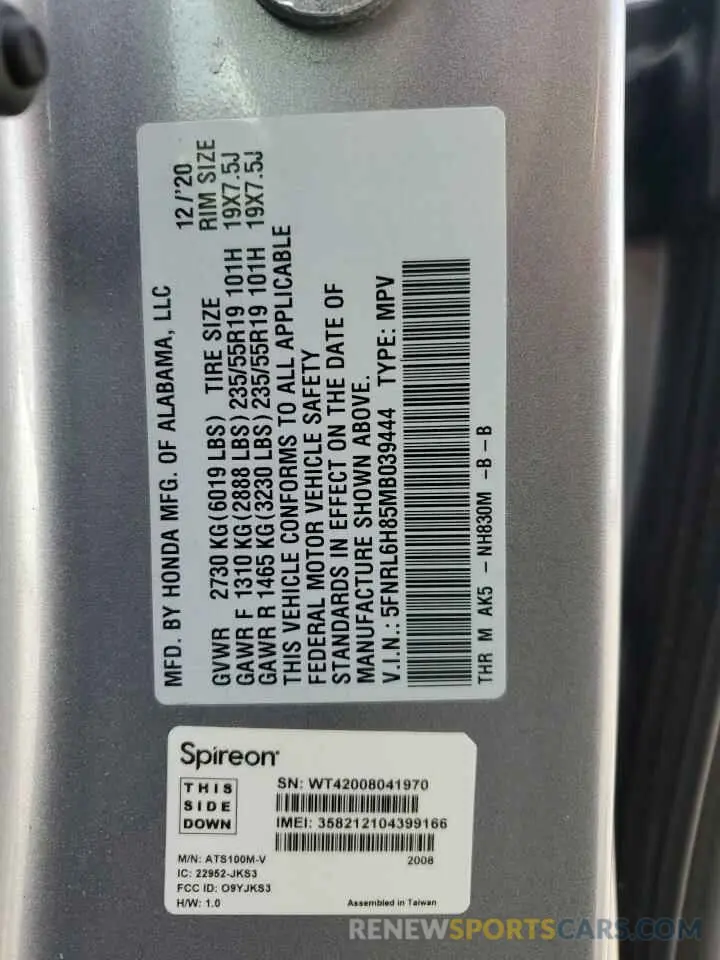 MFD. BY HONDA MFG. OF ALABAMA, LLC 12/'20
GVWR 2730 KG(6019 LBS) TIRE SIZE RIM SIZE
GAWR F 1310 KG(2888 LBS)235/55R19 101H 19X7.5J
GAWR R 1465 KG(3230 LBS)235/55R19 101H 19X7.5J
THIS VEHICLE CONFORMS TO ALL APPLICABLE
FEDERAL MOTOR VEHICLE SAFETY
STANDARDS IN EFFECT ON THE DATE OF
MANUFACTURE SHOWN ABOVE.
V.I.N.: 5FNRL6H85MB039444 TYPE: MPV
THR M AK5 - NH830M -B-B
Spireon
THIS
SIDE
DOWN
SN: WT42008041970
IMEI: 358212104399166
2008
M/N: ATS100M-V
IC: 22952-JKS3
FCC ID: O9YJKS3
H/W: 1.0
Assembled in Taiwan
RENEWSPORTSCARS.COM